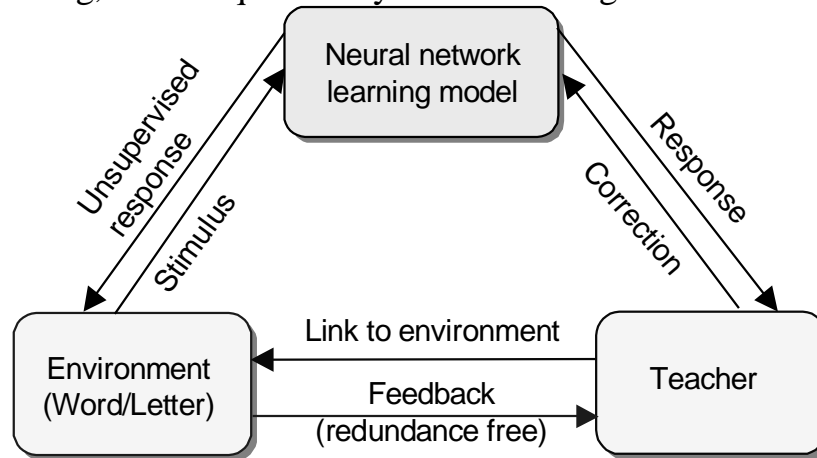 Neural network
learning model
Unsupervised
response
Stimulus
Response
Correction
Environment
(Word/Letter)
Link to environment
Feedback
(redundance free)
Teacher